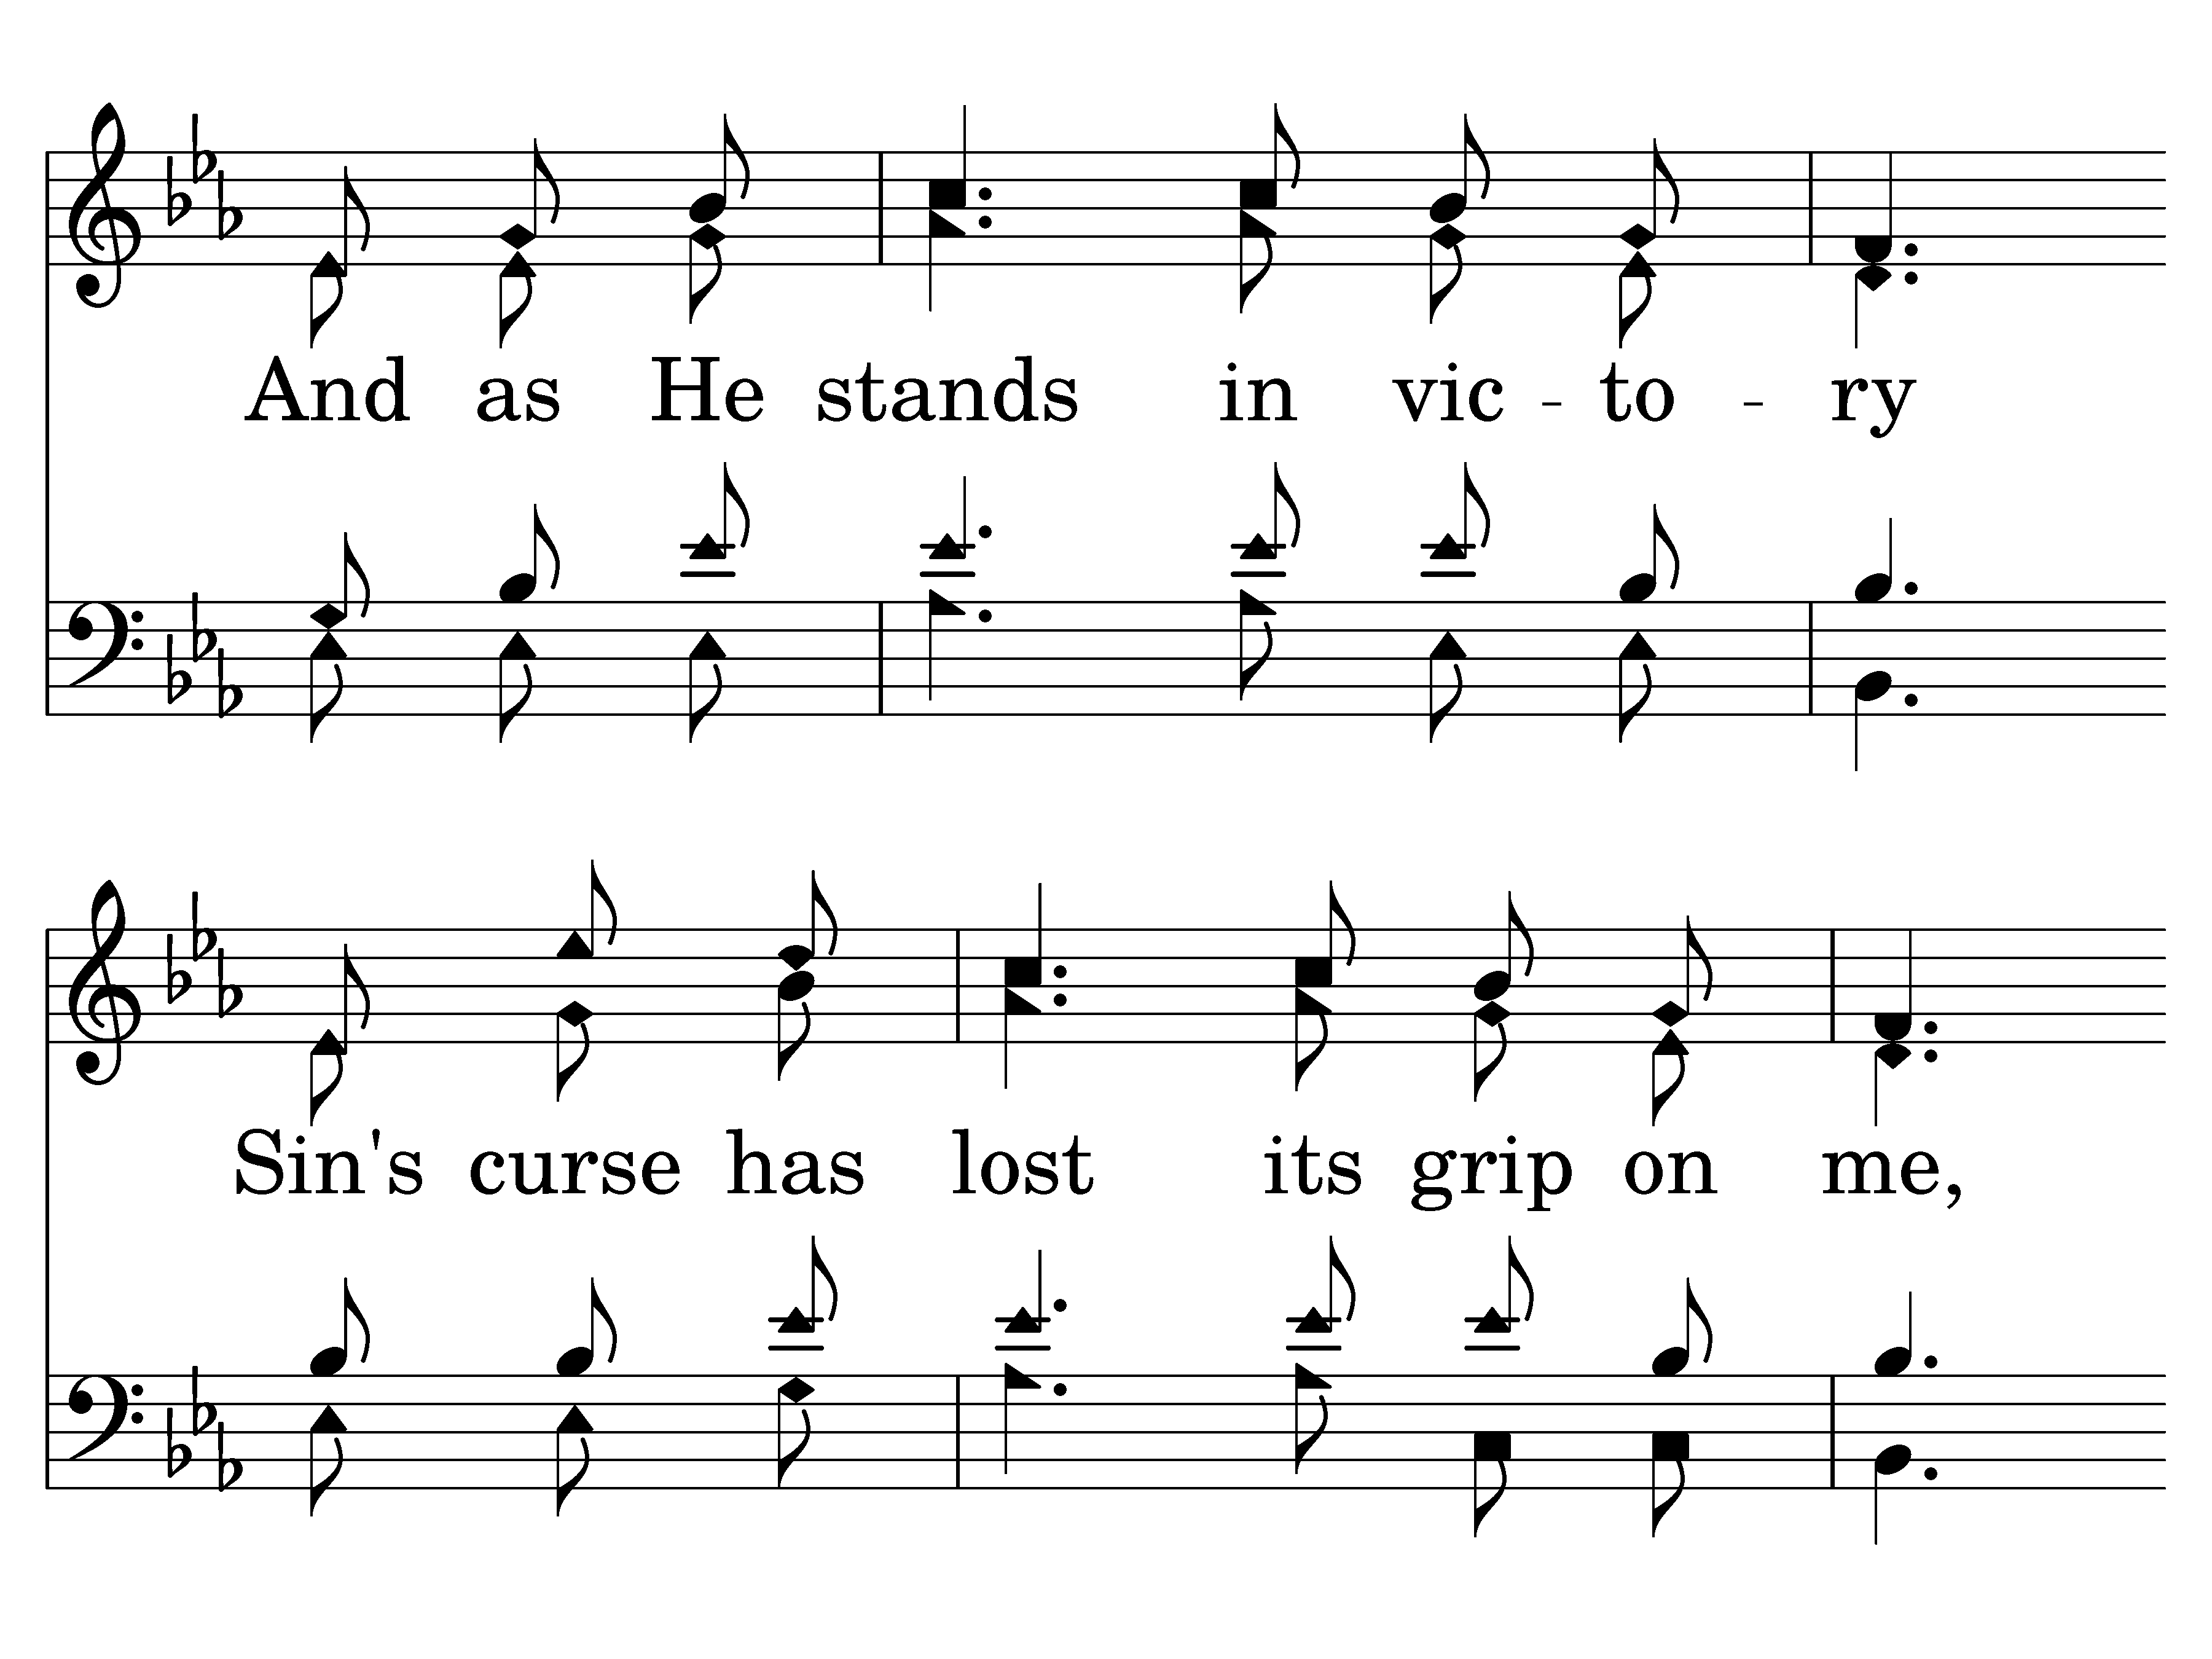 And as He stands in vic - to - ry
Sin's curse has lost its grip on me,